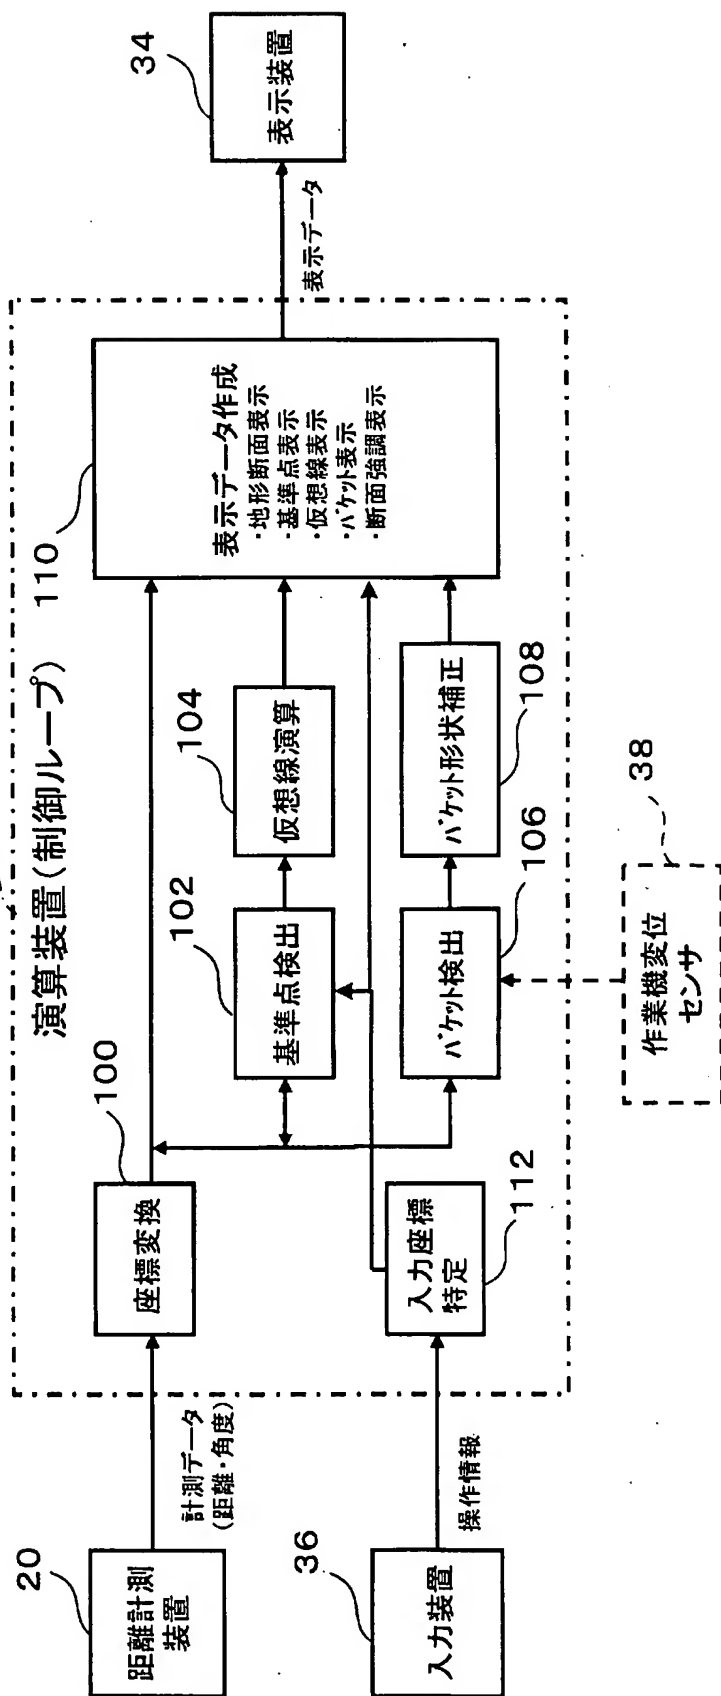 20
距離計測
装置
計測データ
(距離・角度)
36
入力装置
操作情報
演算装置(制御ループ)
100
座標変換
112
入力座標
特定
102
基準点検出
104
仮想線演算
106
バケット検出
108
バケット形状補正
38
作業機変位
センサ
110
表示データ作成
・地形断面表示
・基準点表示
・仮想線表示
・バケット表示
・断面強調表示
表示データ
34
表示装置